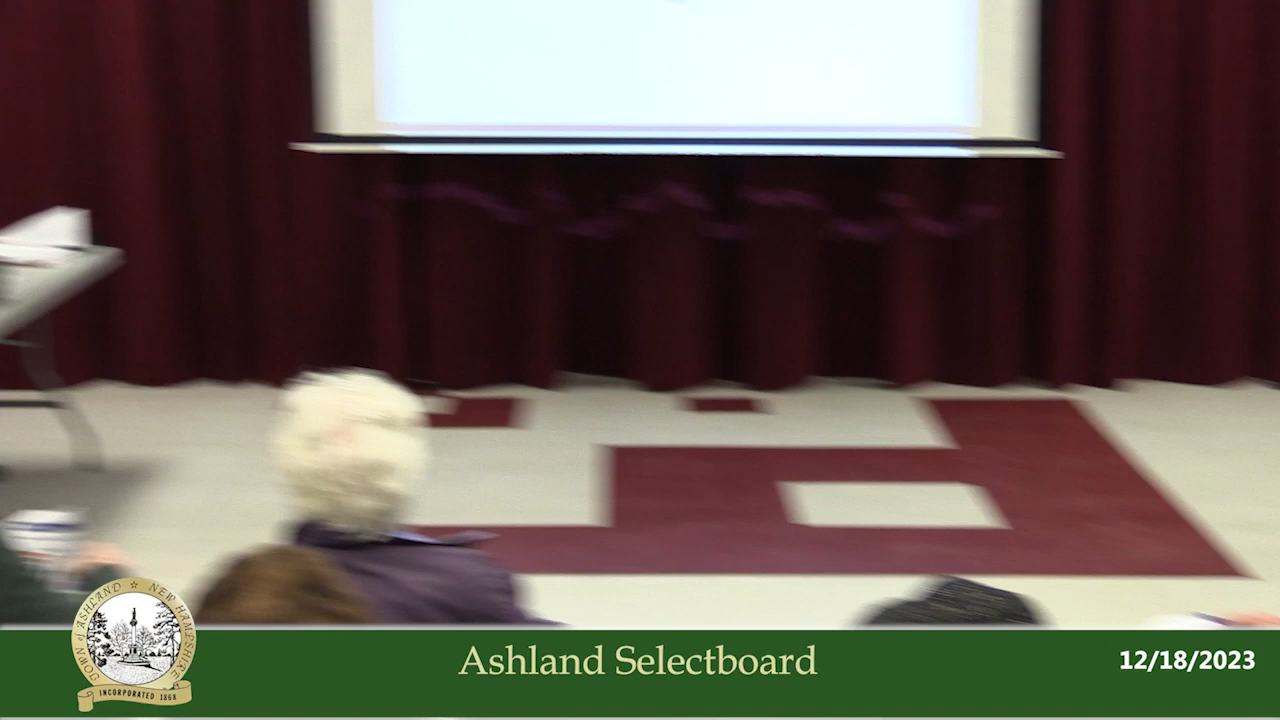 TOWN of ASHLAND ☆ NEW HAMPSHIRE
INCORPORATED 1868
Ashland Selectboard
12/18/2023